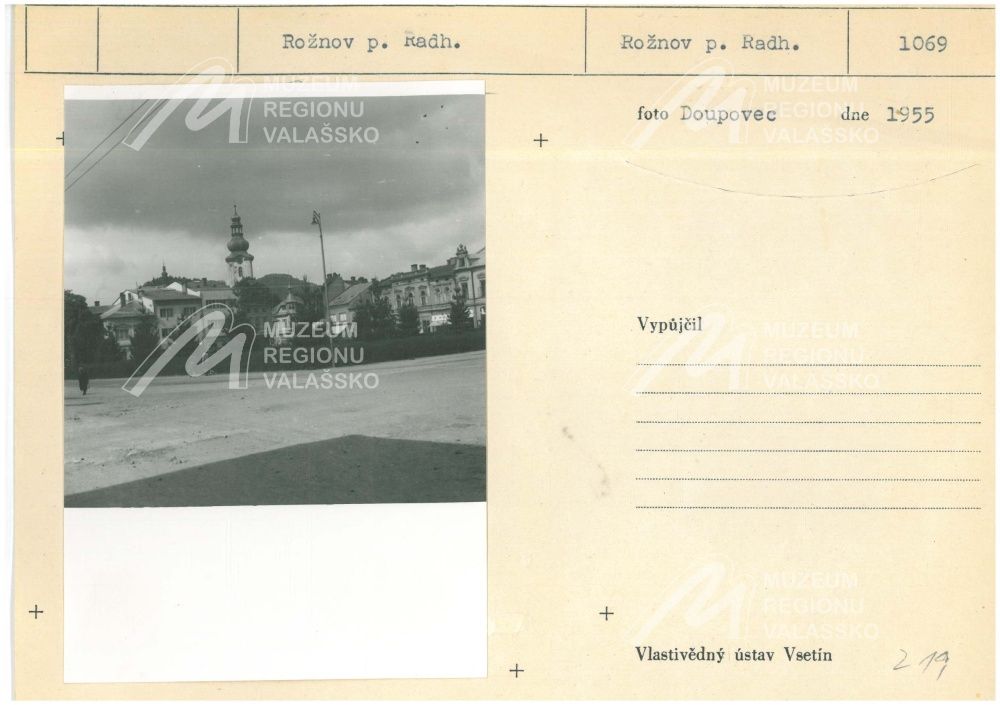 Rožnov p. Radh.
Rožnov p. Radh.
1069
foto Doupovec dne 1955
MUZEUM
REGIONU
VALAŠSKO
MUZEUM
REGIONU
VALAŠSKO
Vypůjčil
MUZEUM
REGIONU
VALAŠSKO
MUZEUM
REGIONU
VALAŠSKO
MUZEUM
REGIONU
VALAŠSKO
Vlastivědný ústav Vsetín
219